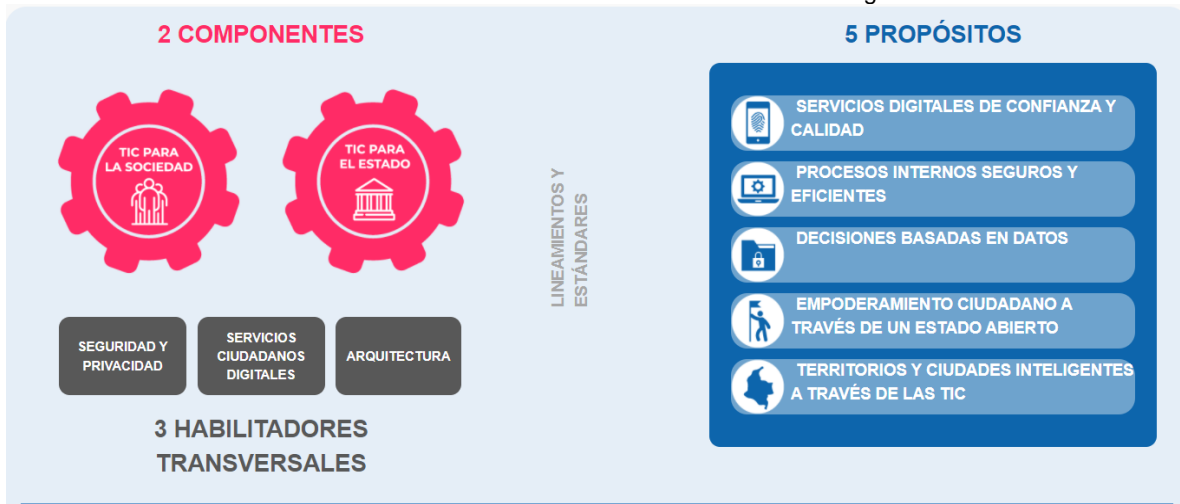 2 COMPONENTES
TIC PARA
LA SOCIEDAD
TIC PARA
EL ESTADO
SEGURIDAD Y
PRIVACIDAD
SERVICIOS
CIUDADANOS
DIGITALES
ARQUITECTURA
3 HABILITADORES
TRANSVERSALES
LINEAMIENTOS Y
ESTÁNDARES
5 PROPÓSITOS
SERVICIOS DIGITALES DE CONFIANZA Y
CALIDAD
PROCESOS INTERNOS SEGUROS Y
EFICIENTES
DECISIONES BASADAS EN DATOS
EMPODERAMIENTO CIUDADANO A
TRAVÉS DE UN ESTADO ABIERTO
TERRITORIOS Y CIUDADES INTELIGENTES
A TRAVÉS DE LAS TIC